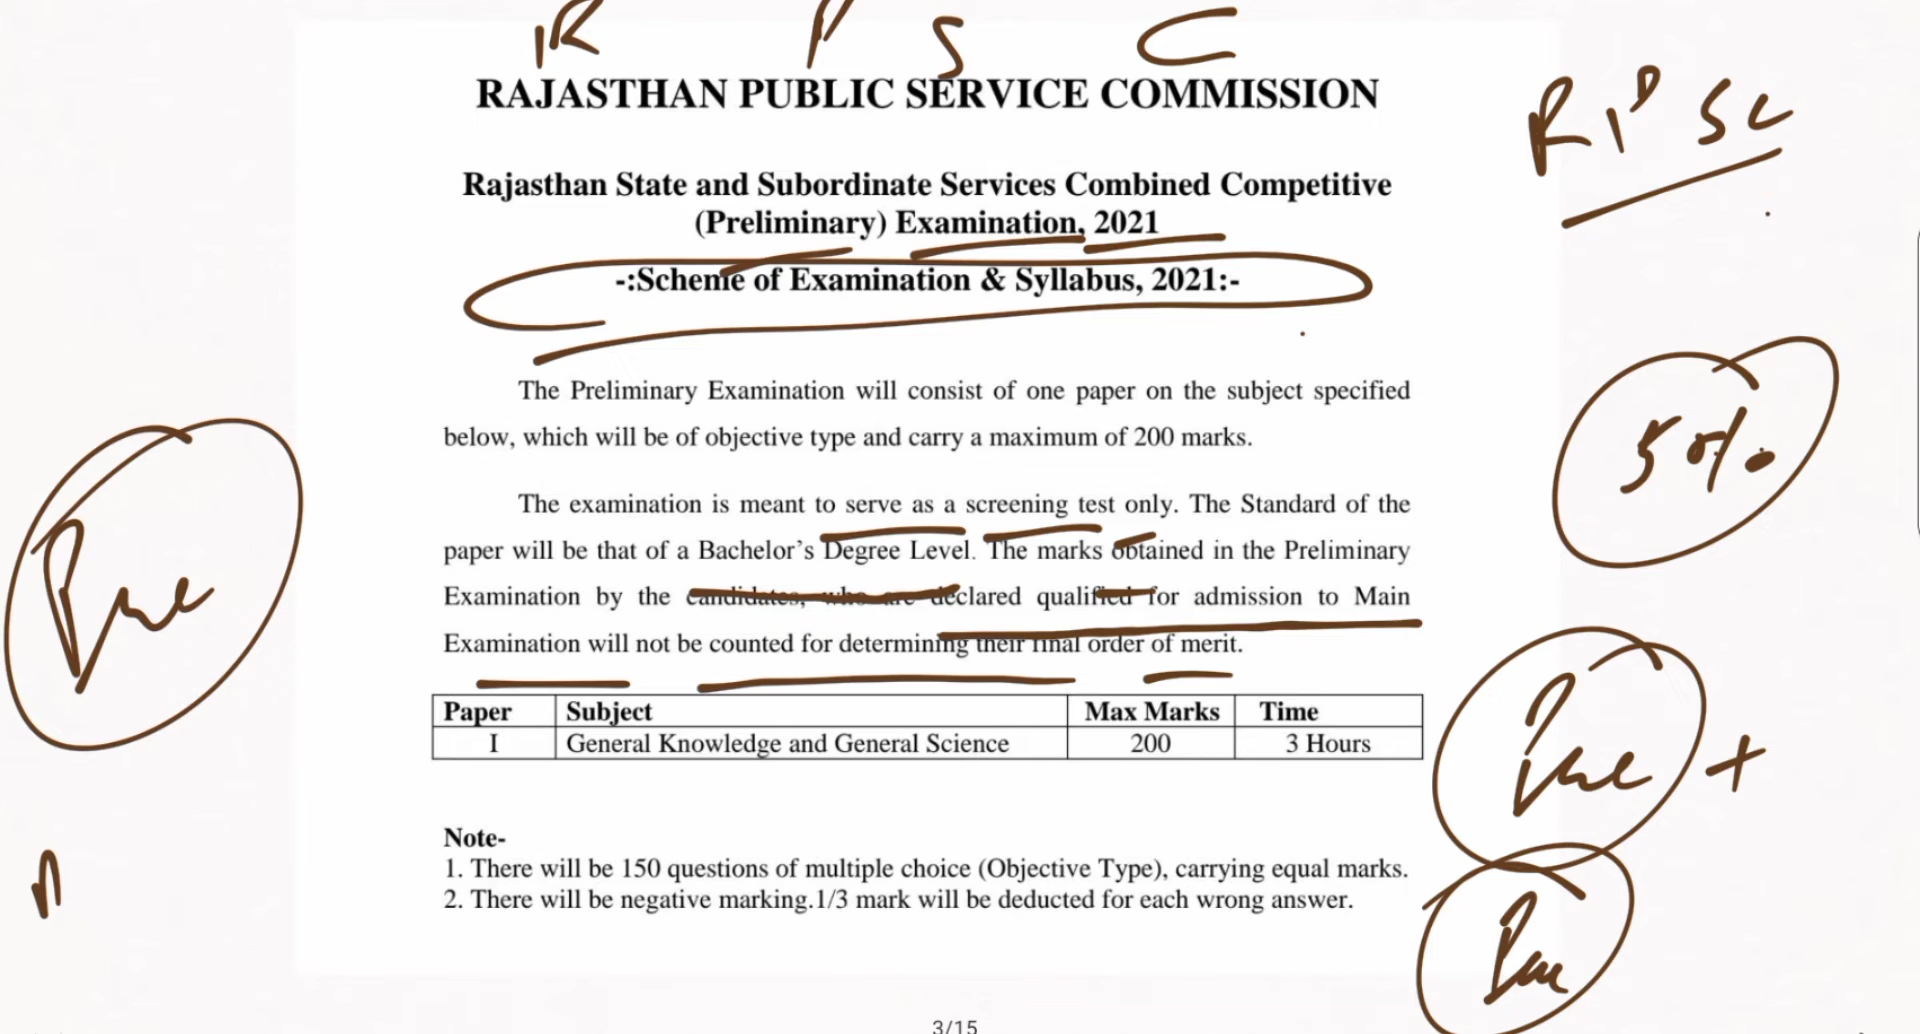 R P S C
RAJASTHAN PUBLIC SERVICE COMMISSION
RPSC
Rajasthan State and Subordinate Services Combined Competitive
(Preliminary) Examination, 2021
-:Scheme of Examination & Syllabus, 2021:-
The Preliminary Examination will consist of one paper on the subject specified
below, which will be of objective type and carry a maximum of 200 marks.
50%
The examination is meant to serve as a screening test only. The Standard of the
paper will be that of a Bachelor's Degree Level. The marks obtained in the Preliminary
Examination by the candidates, who are declared qualified for admission to Main
Examination will not be counted for determining their final order of merit.
Pre
Paper Subject Max Marks Time
I General Knowledge and General Science 200 3 Hours
Pre +
Note-
1. There will be 150 questions of multiple choice (Objective Type), carrying equal marks.
2. There will be negative marking.1/3 mark will be deducted for each wrong answer.
3/15